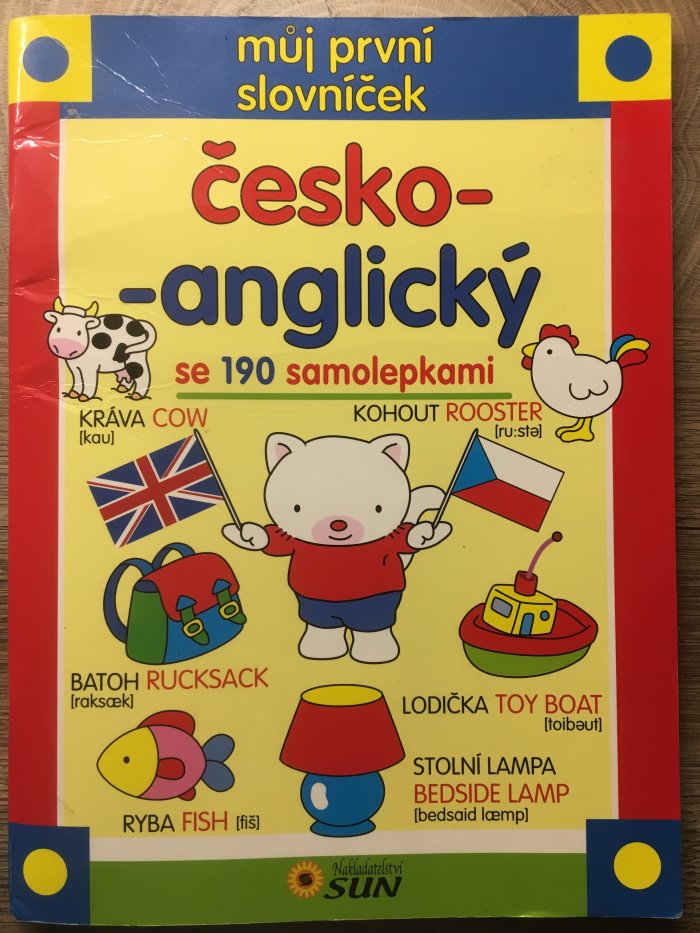 můj první
slovníček
česko-
-anglický
se 190 samolepkami
KRÁVA COW
[kau]
KOHOUT ROOSTER
[ru:stə]
BATOH RUCKSACK
[raksæk]
LODIČKA TOY BOAT
[toibəut]
RYBA FISH [fiš]
STOLNÍ LAMPA
BEDSIDE LAMP
[bedsaid læmp]
Nakladatelství
SUN